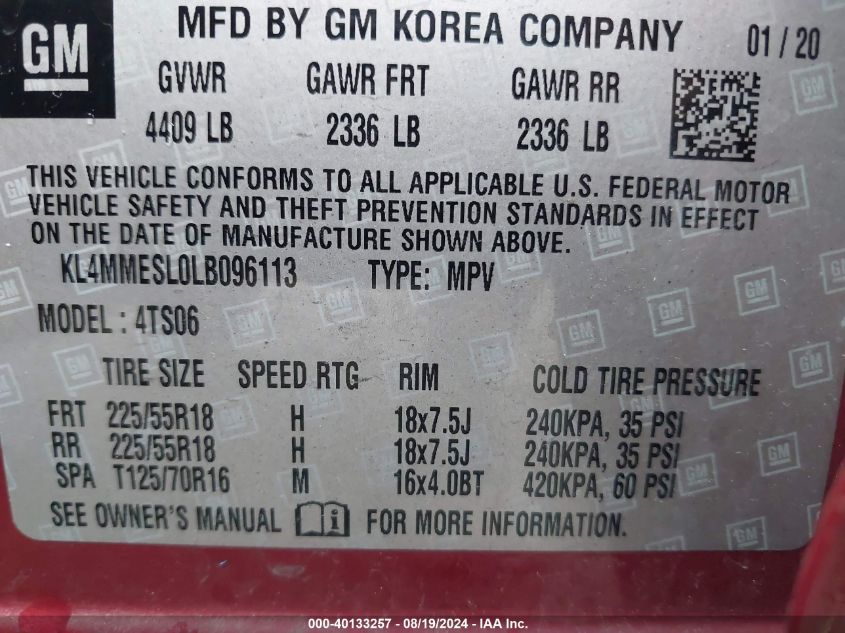 GM
MFD BY GM KOREA COMPANY 01 / 20
GVWR GAWR FRT GAWR RR
4409 LB 2336 LB 2336 LB
THIS VEHICLE CONFORMS TO ALL APPLICABLE U.S. FEDERAL MOTOR
VEHICLE SAFETY AND THEFT PREVENTION STANDARDS IN EFFECT
ON THE DATE OF MANUFACTURE SHOWN ABOVE.
KL4MMESL0LB096113 TYPE: MPV
MODEL : 4TS06
TIRE SIZE SPEED RTG RIM COLD TIRE PRESSURE
FRT 225/55R18 H 18x7.5J 240KPA, 35 PSI
RR 225/55R18 H 18x7.5J 240KPA, 35 PSI
SPA T125/70R16 M 16x4.0BT 420KPA, 60 PSI
SEE OWNER'S MANUAL FOR MORE INFORMATION.
000-40133257 - 08/19/2024 - IAA Inc.